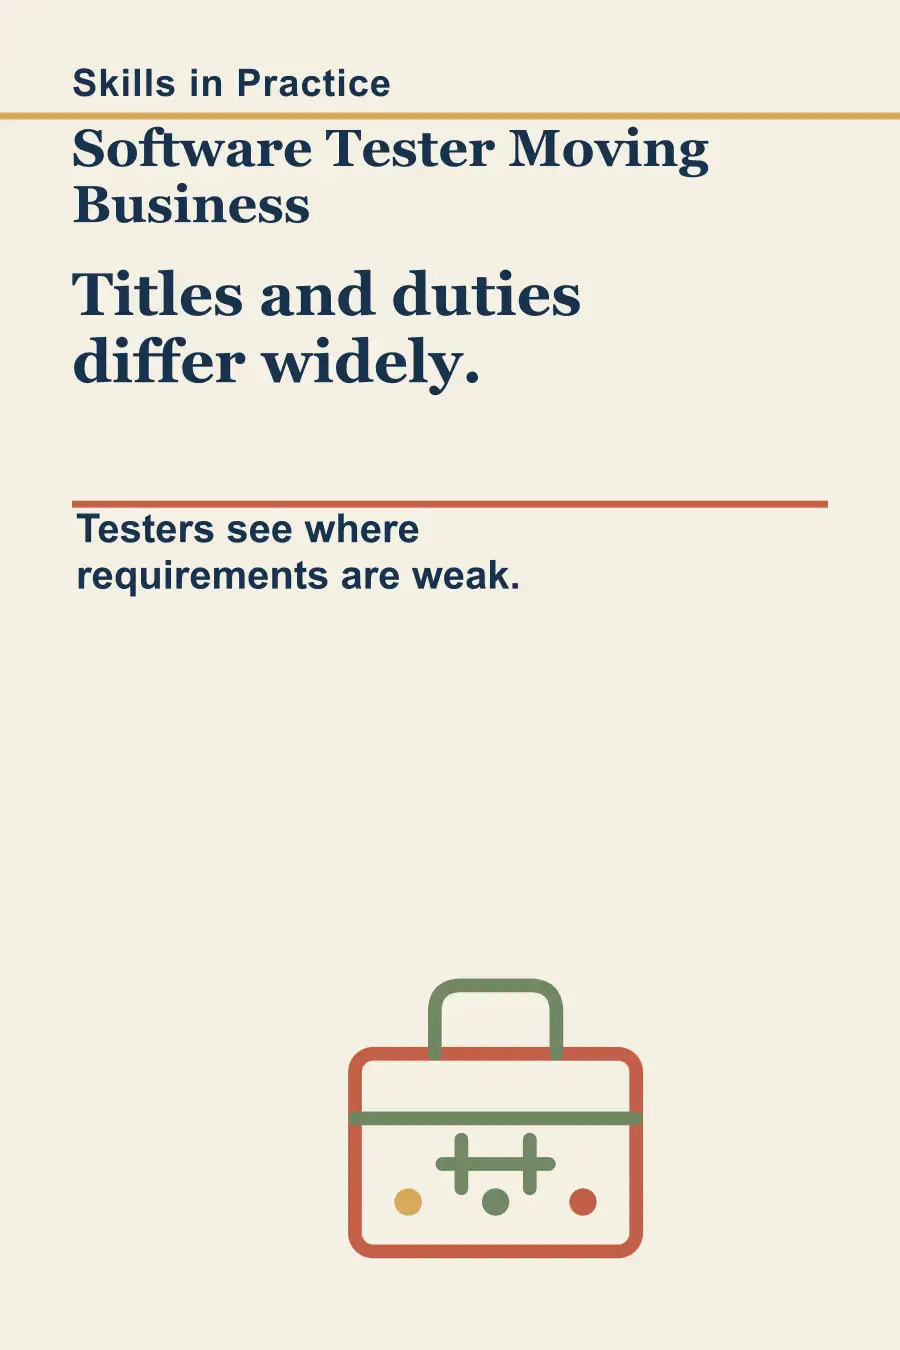 Skills in Practice
Software Tester Moving
Business
Titles and duties
differ widely.
Testers see where
requirements are weak.